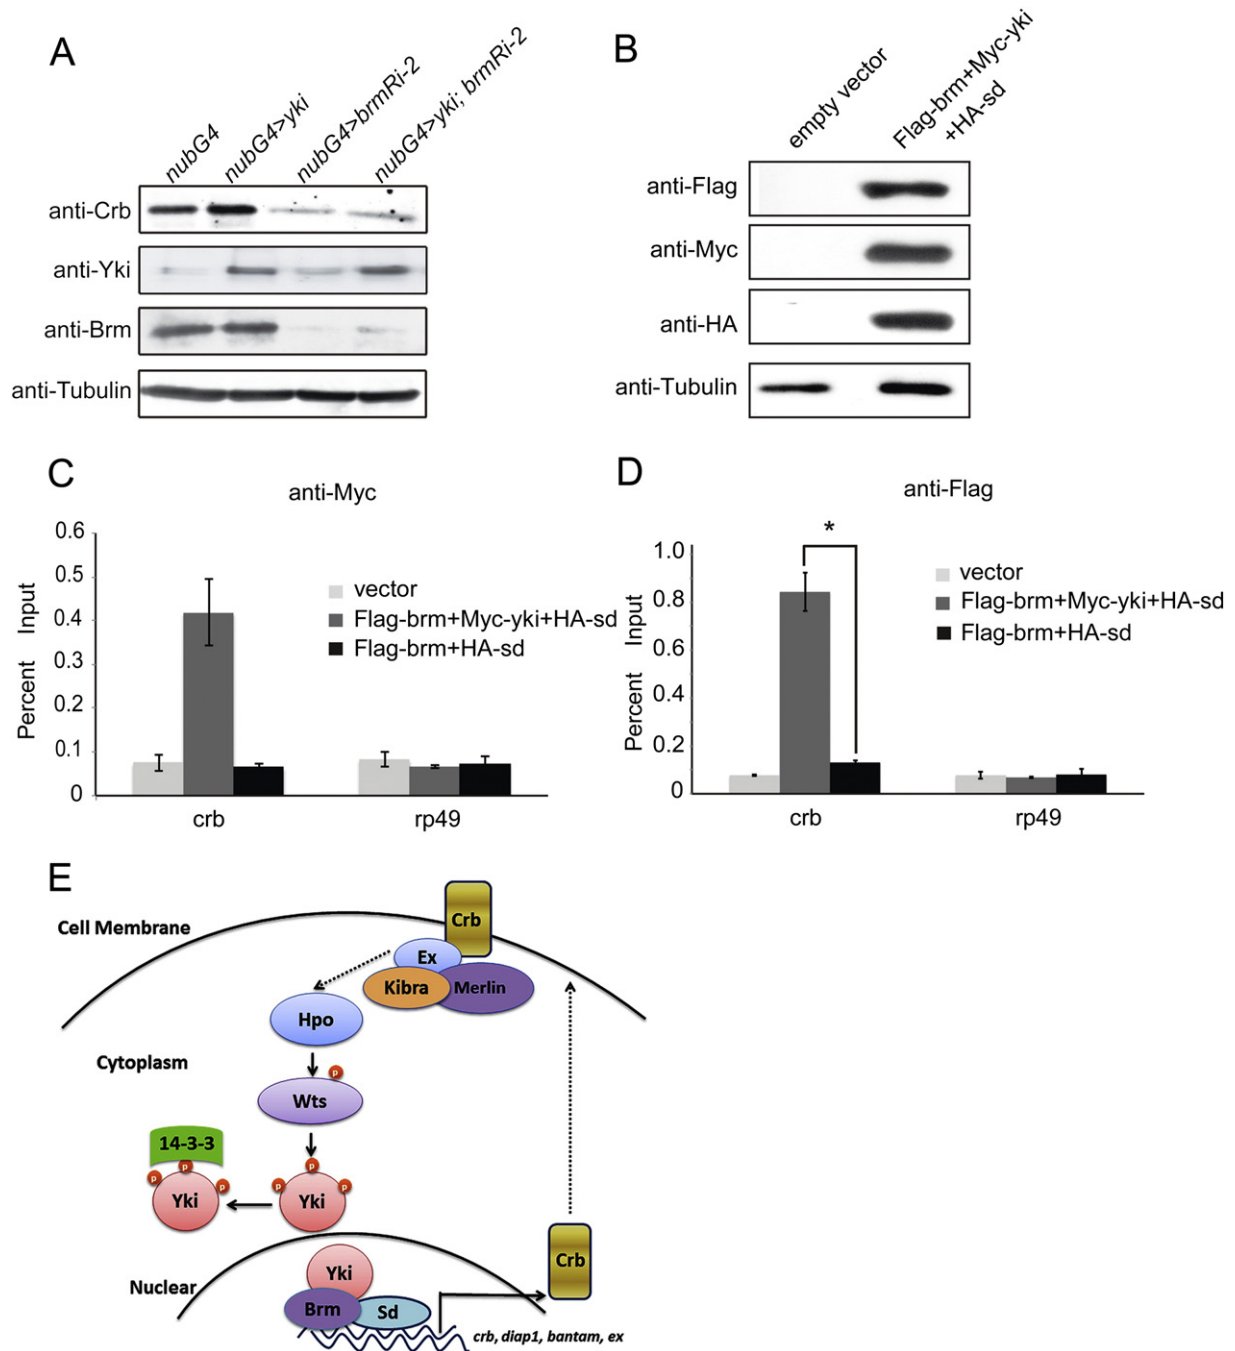 A
nubG4
nubG4>yki
nubG4>brmRi-2
nubG4>yki; brmRi-2
anti-Crb
anti-Yki
anti-Brm
anti-Tubulin
B
empty vector
Flag-brm+Myc-yki
+HA-sd
anti-Flag
anti-Myc
anti-HA
anti-Tubulin
C
anti-Myc
Percent Input
0.6
0.5
0.4
0.3
0.2
0.1
0
vector
Flag-brm+Myc-yki+HA-sd
Flag-brm+HA-sd
crb
rp49
D
anti-Flag
Percent Input
1.0
0.8
0.6
0.4
0.2
0
*
vector
Flag-brm+Myc-yki+HA-sd
Flag-brm+HA-sd
crb
rp49
E
Cell Membrane
Crb
Ex
Kibra
Merlin
Hpo
Cytoplasm
P
Wts
14-3-3
P
P
P
Yki
P
P
P
Yki
Nuclear
Yki
Brm
Sd
Crb
crb, diap1, bantam, ex